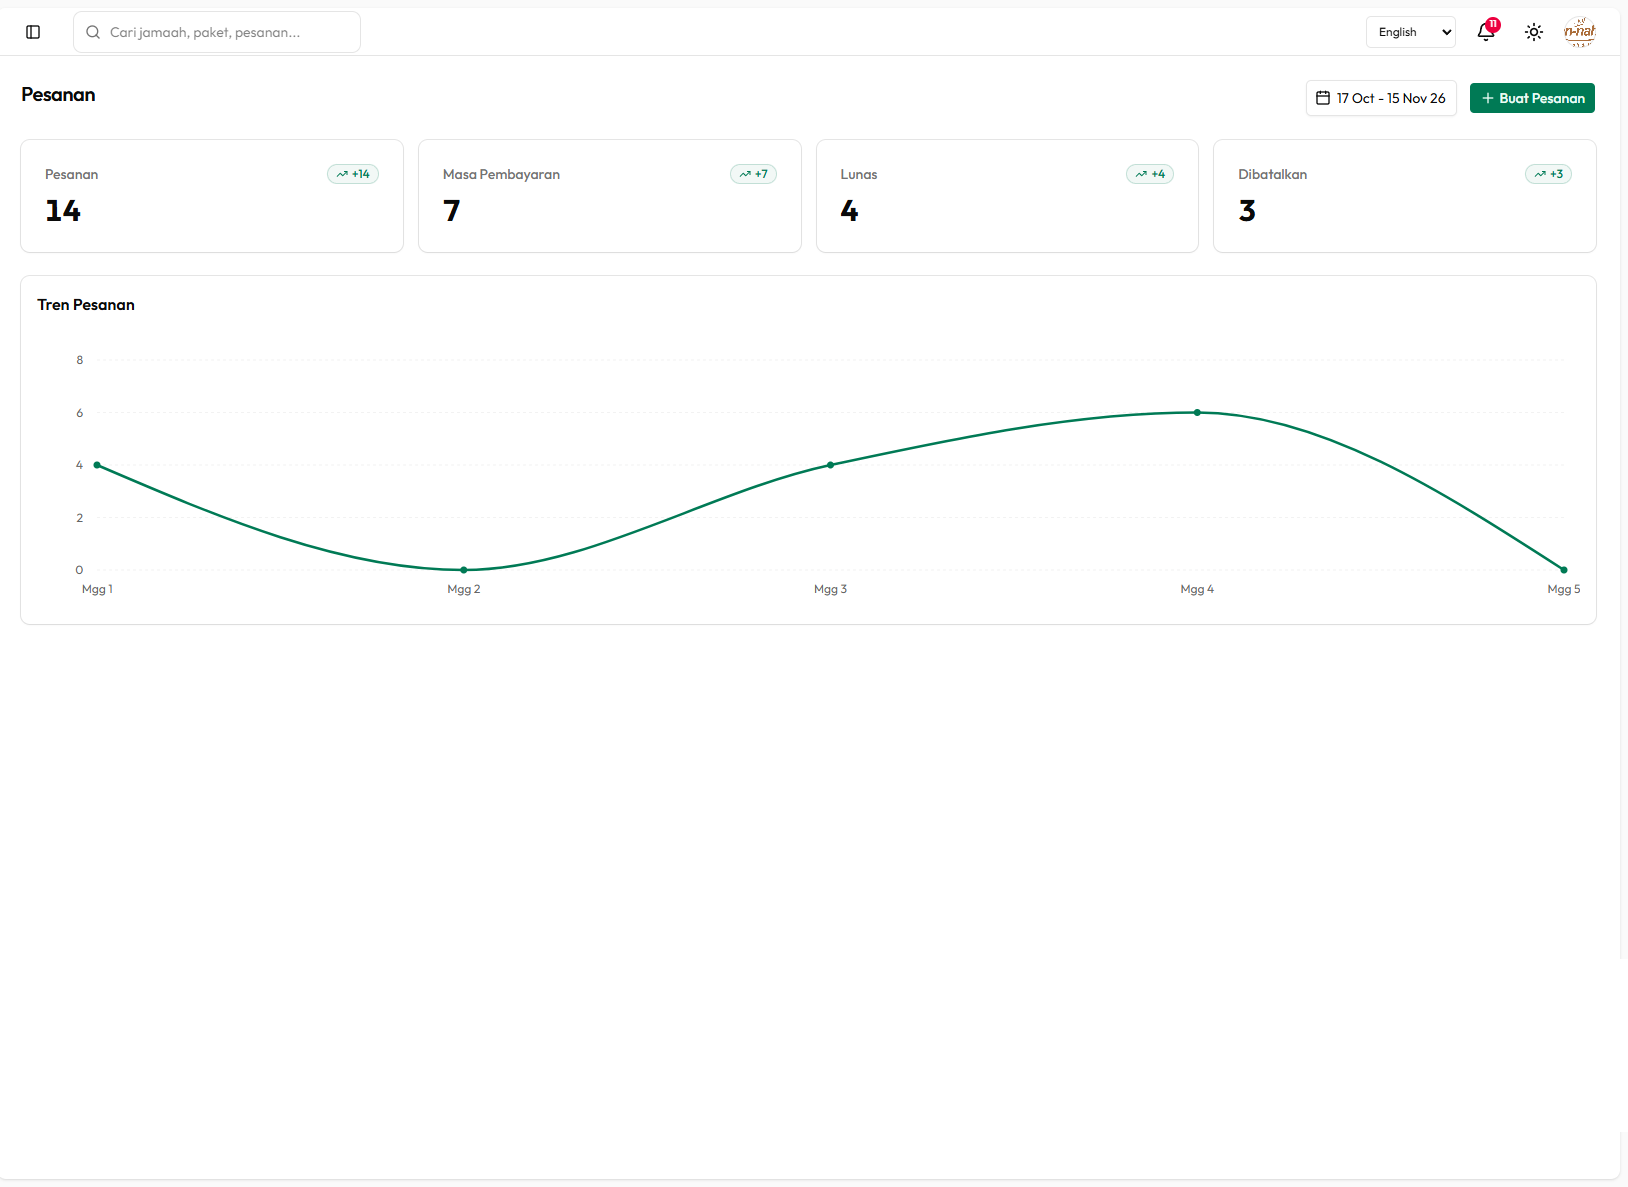 Cari jamaah, paket, pesanan...
English
11
n-nah
Pesanan
17 Oct - 15 Nov 26
+ Buat Pesanan
Pesanan
+14
14
Masa Pembayaran
+7
7
Lunas
+4
4
Dibatalkan
+3
3
Tren Pesanan
8
6
4
2
0
Mgg 1
Mgg 2
Mgg 3
Mgg 4
Mgg 5